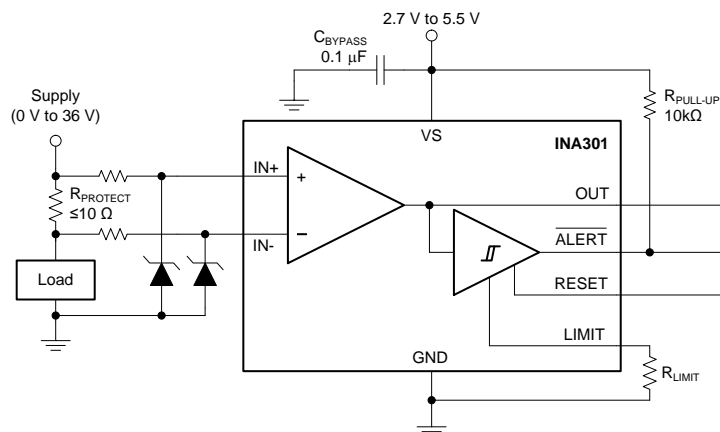 2.7 V to 5.5 V
CBYPASS
0.1 µF
Supply
(0 V to 36 V)
RPULL-UP
10kΩ
VS
INA301
IN+
+
OUT
RPROTECT
≤10 Ω
IN-
–
ALERT
Load
RESET
LIMIT
GND
RLIMIT